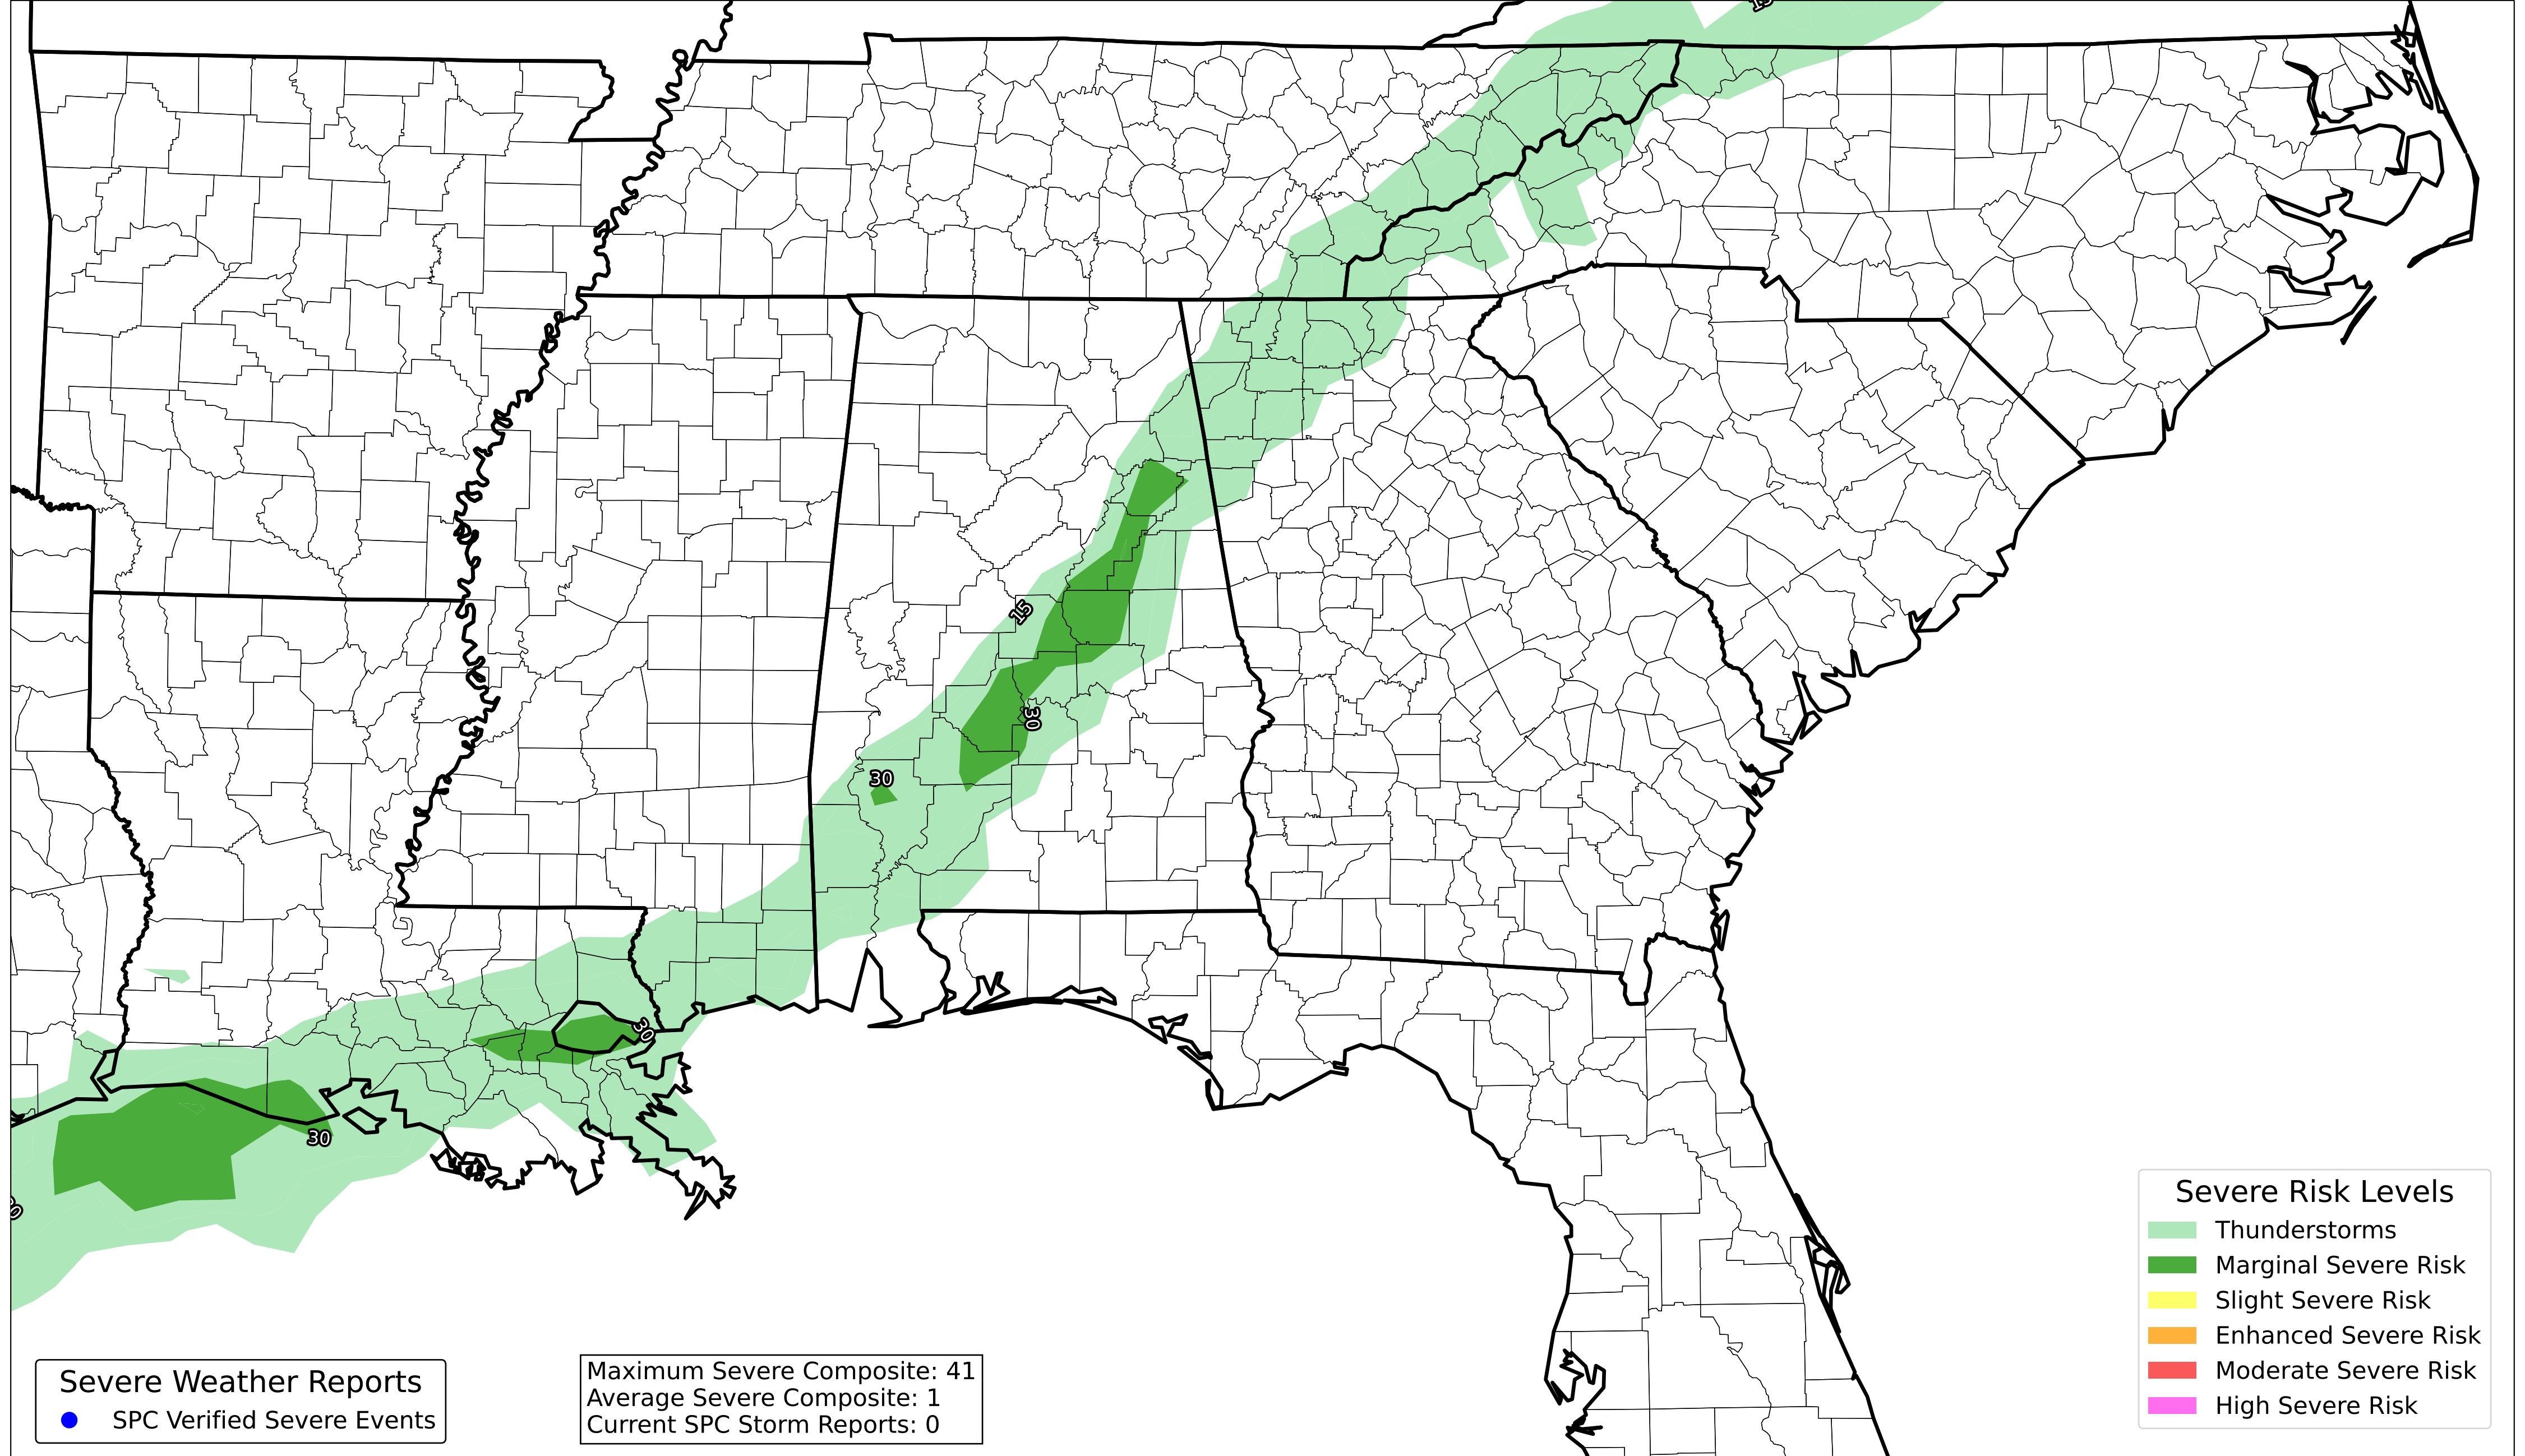 15
15
30
30
30
30
Severe Risk Levels
Thunderstorms
Marginal Severe Risk
Slight Severe Risk
Enhanced Severe Risk
Moderate Severe Risk
High Severe Risk
Severe Weather Reports
SPC Verified Severe Events
Maximum Severe Composite: 41
Average Severe Composite: 1
Current SPC Storm Reports: 0